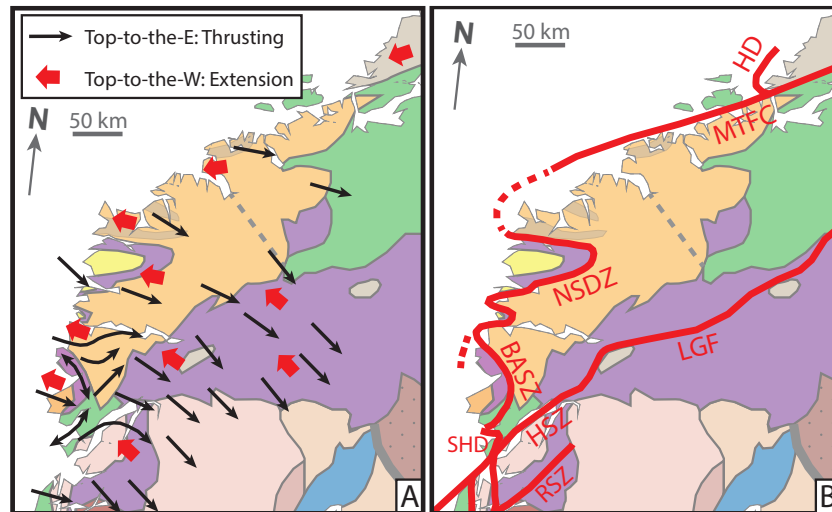 Top-to-the-E: Thrusting
Top-to-the-W: Extension
N
50 km
A
50 km
N
HD
MTFC
NSDZ
LGF
BASZ
HSZ
SHD
RSZ
B